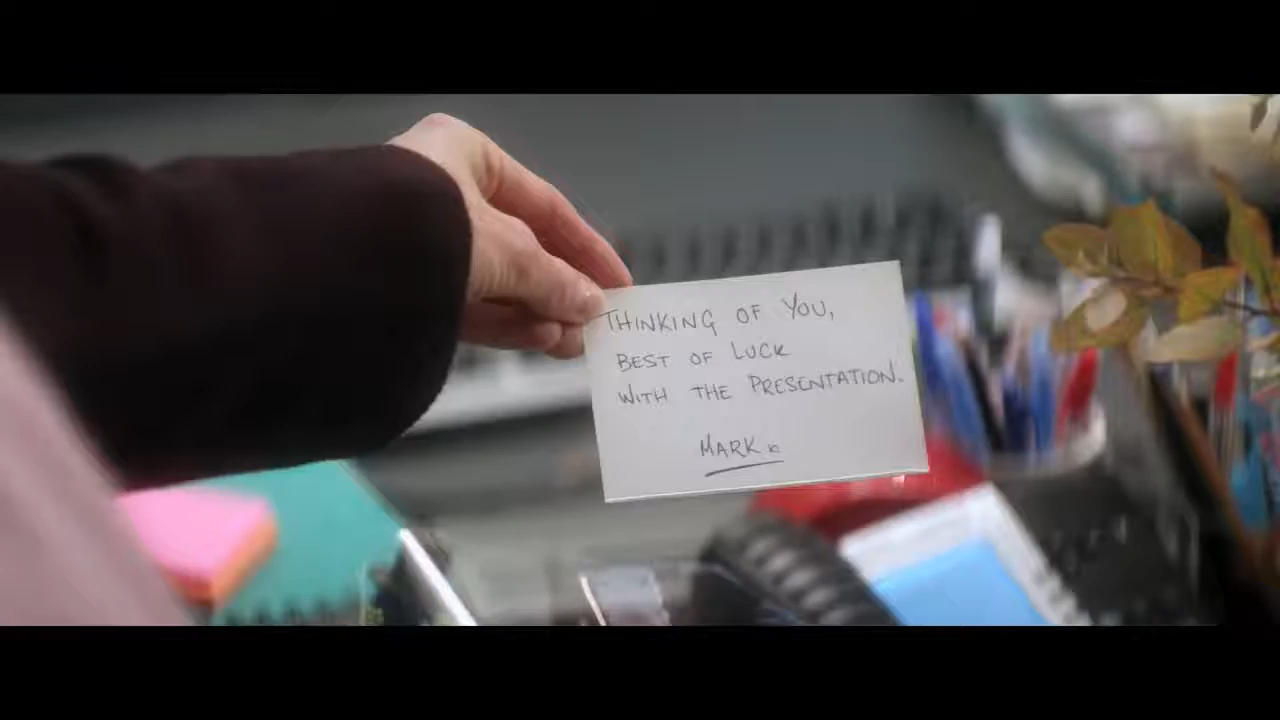 THINKING OF YOU,
BEST OF LUCK
WITH THE PRESENTATION.
MARK x